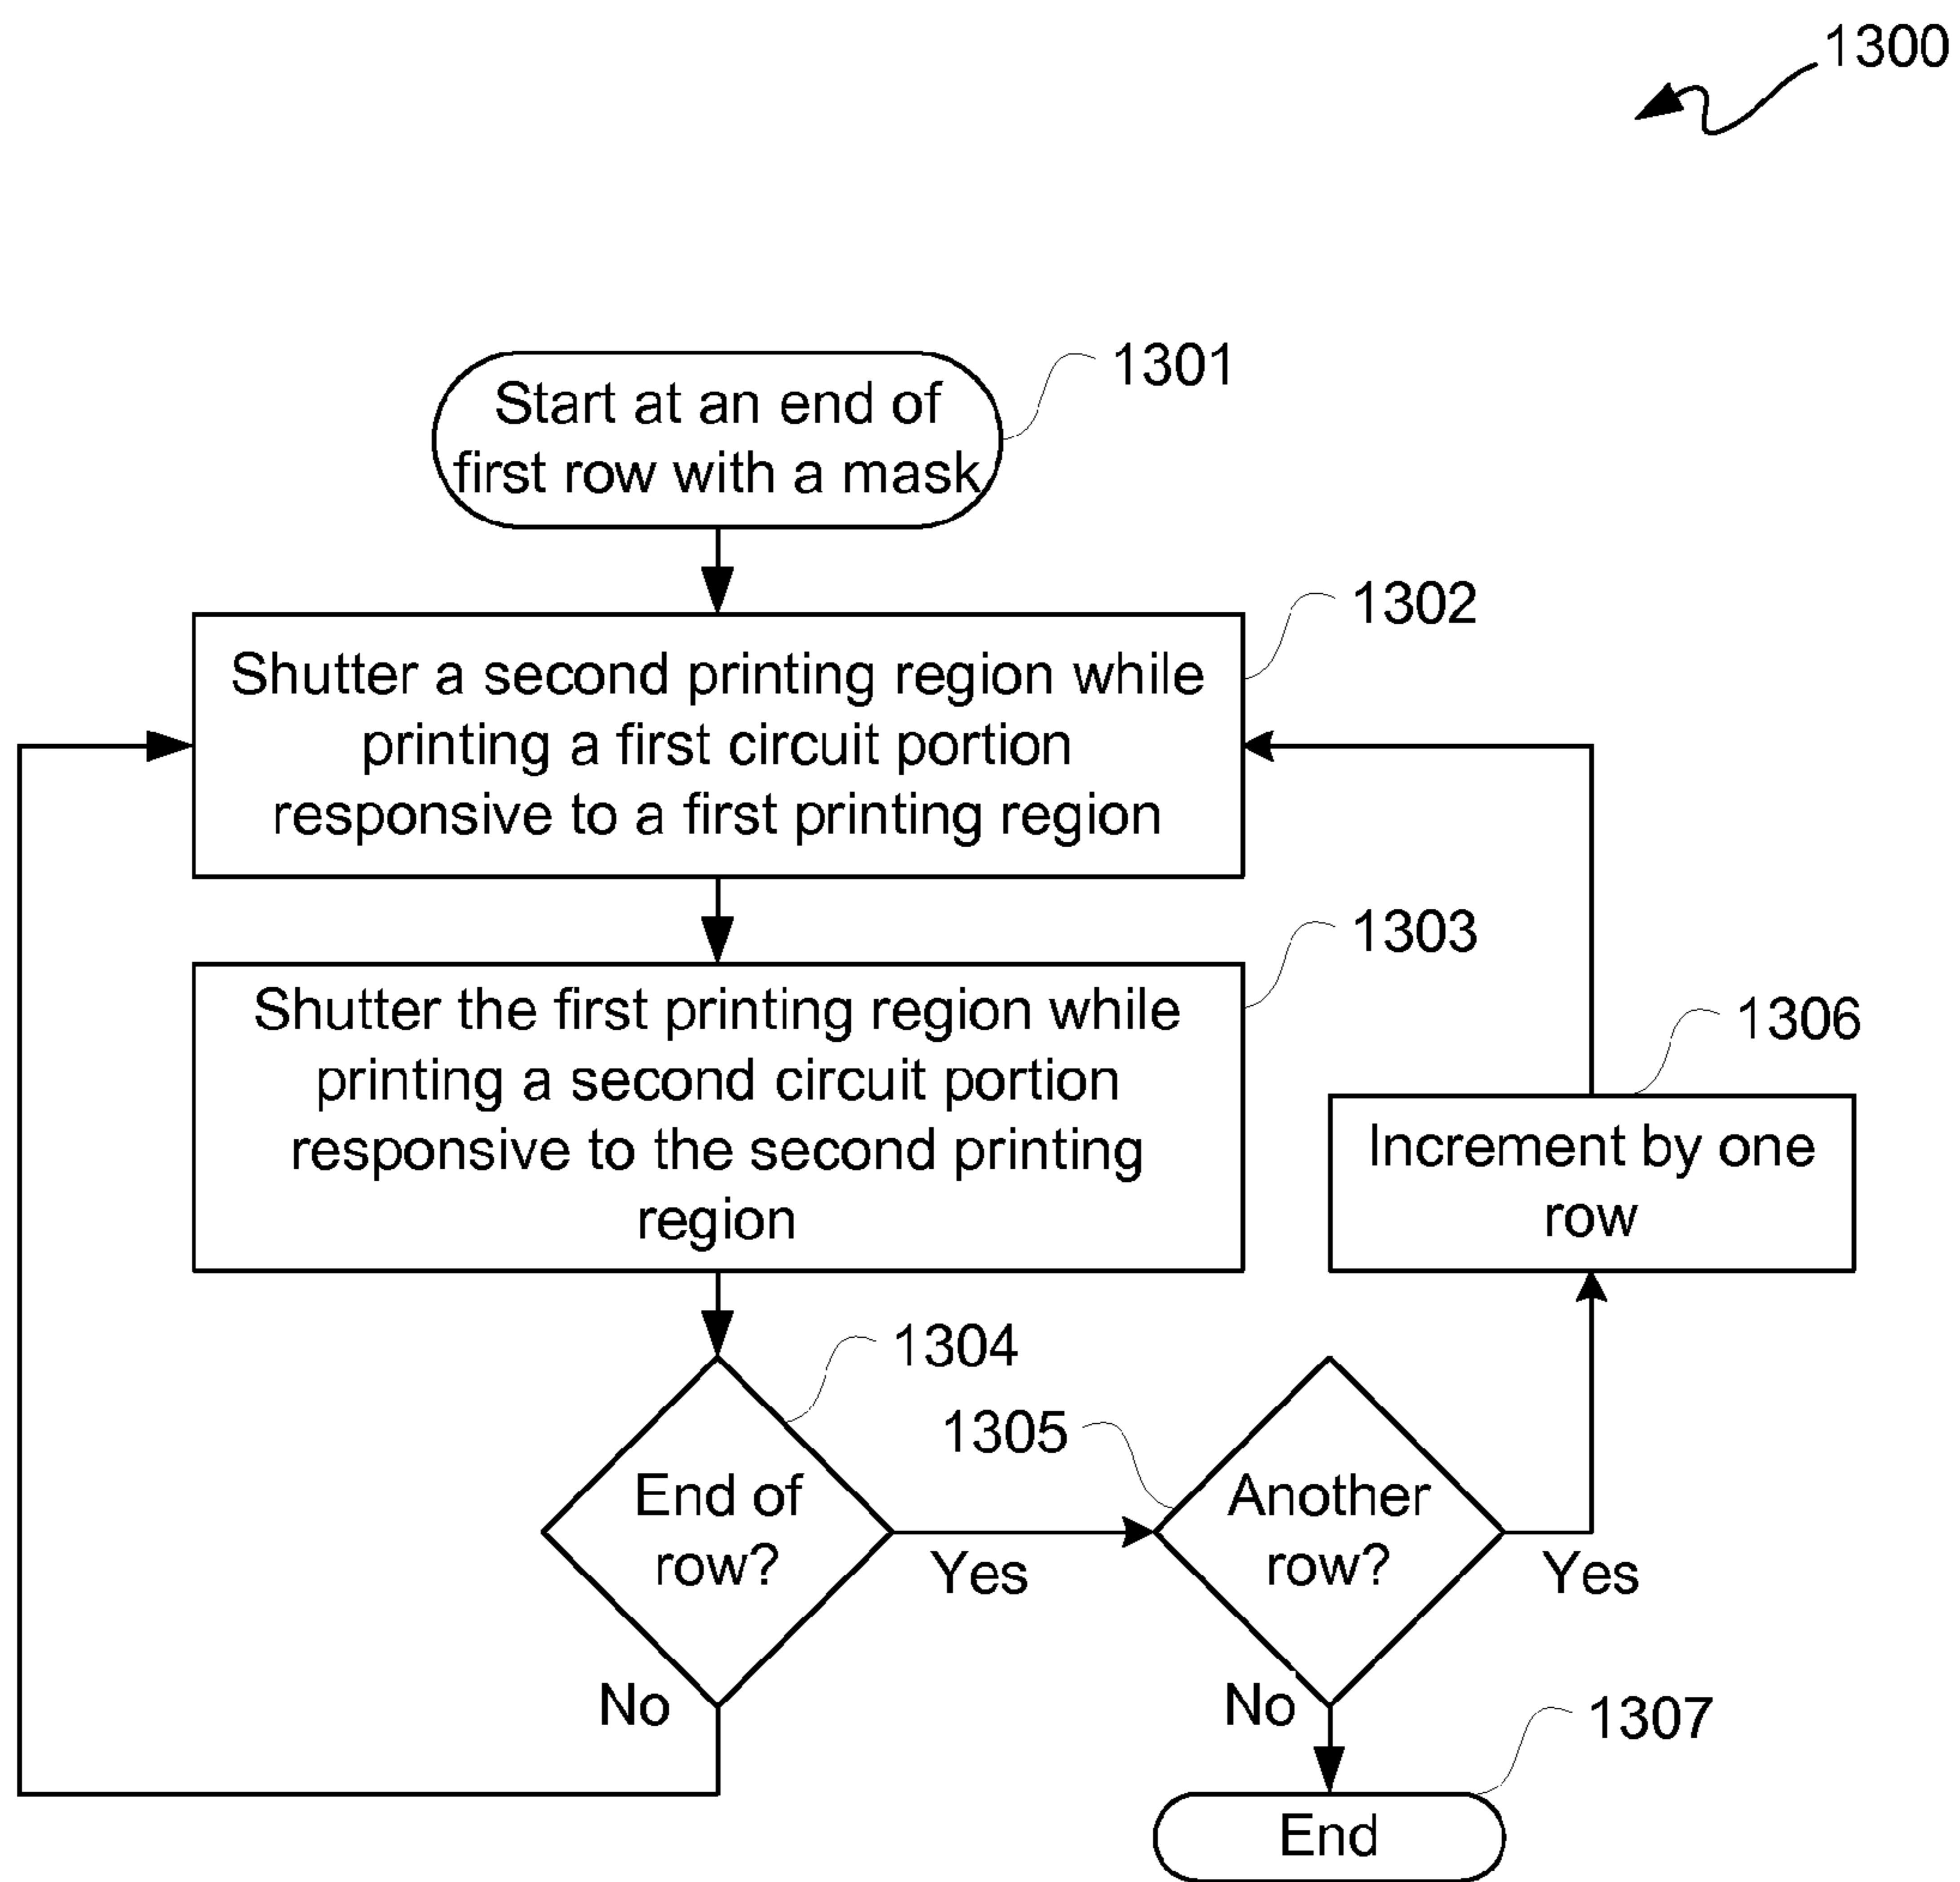 1300
Start at an end of
first row with a mask
1301
1302
Shutter a second printing region while
printing a first circuit portion
responsive to a first printing region
1303
Shutter the first printing region while
printing a second circuit portion
responsive to the second printing
region
1306
Increment by one
row
1304
End of
row?
Yes
No
1305
Another
row?
Yes
No
1307
End